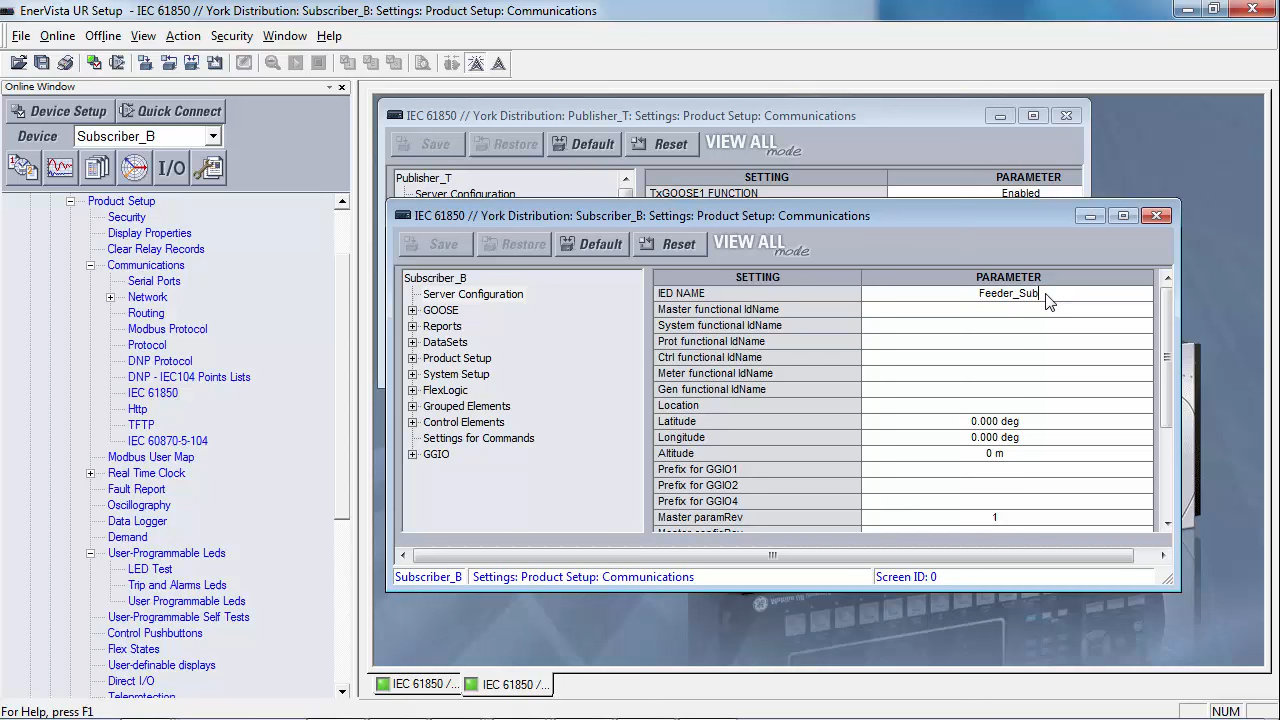 EnerVista UR Setup - IEC 61850 // York Distribution: Subscriber_B: Settings: Product Setup: Communications
File Online Offline View Action Security Window Help
Online Window
Device Setup Quick Connect
Device Subscriber_B
I/O
Product Setup
Security
Display Properties
Clear Relay Records
Communications
Serial Ports
Network
Routing
Modbus Protocol
Protocol
DNP Protocol
DNP - IEC104 Points Lists
IEC 61850
Http
TFTP
IEC 60870-5-104
Modbus User Map
Real Time Clock
Fault Report
Oscillography
Data Logger
Demand
User-Programmable Leds
LED Test
Trip and Alarms Leds
User Programmable Leds
User-Programmable Self Tests
Control Pushbuttons
Flex States
User-definable displays
Direct I/O
Teleprotection
IEC 61850 // York Distribution: Publisher_T: Settings: Product Setup: Communications
Save Restore Default Reset VIEW ALL mode
Publisher_T
Server Configuration
SETTING PARAMETER
TxGOOSE1 FUNCTION Enabled
IEC 61850 // York Distribution: Subscriber_B: Settings: Product Setup: Communications
Save Restore Default Reset VIEW ALL mode
Subscriber_B
Server Configuration
GOOSE
Reports
DataSets
Product Setup
System Setup
FlexLogic
Grouped Elements
Control Elements
Settings for Commands
GGIO
SETTING PARAMETER
IED NAME Feeder_Sub
Master functional ldName
System functional ldName
Prot functional ldName
Ctrl functional ldName
Meter functional ldName
Gen functional ldName
Location
Latitude 0.000 deg
Longitude 0.000 deg
Altitude 0 m
Prefix for GGIO1
Prefix for GGIO2
Prefix for GGIO4
Master paramRev 1
Subscriber_B Settings: Product Setup: Communications Screen ID: 0
IEC 61850 /... IEC 61850 /...
For Help, press F1 NUM